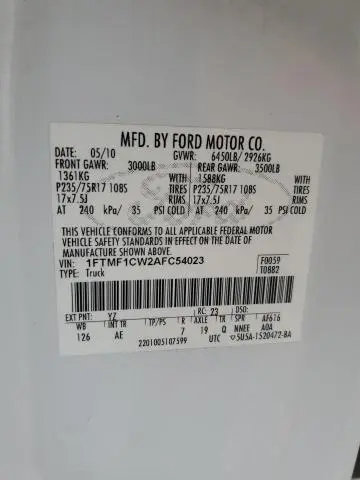 MFD. BY FORD MOTOR CO.
DATE: 05/10 GVWR: 6450LB/ 2926KG
FRONT GAWR: 3000LB REAR GAWR: 3500LB
1361KG WITH 1588KG WITH
P235/75R17 108S TIRES P235/75R17 108S TIRES
17x7.5J RIMS 17x7.5J RIMS
AT 240 kPa/ 35 PSI COLD AT 240 kPa/ 35 PSI COLD
THIS VEHICLE CONFORMS TO ALL APPLICABLE FEDERAL MOTOR
VEHICLE SAFETY STANDARDS IN EFFECT ON THE DATE OF
MANUFACTURE SHOWN ABOVE.
VIN: 1FTMF1CW2AFC54023 F0059
TYPE: Truck T0882
EXT PNT: YZ RC: 23 DSO:
WB INT TR TP/PS R AXLE TR SPR AF616
126 AE 7 19 Q NNEE A0A
2201005107599 UTC 5U5A-1520472-BA